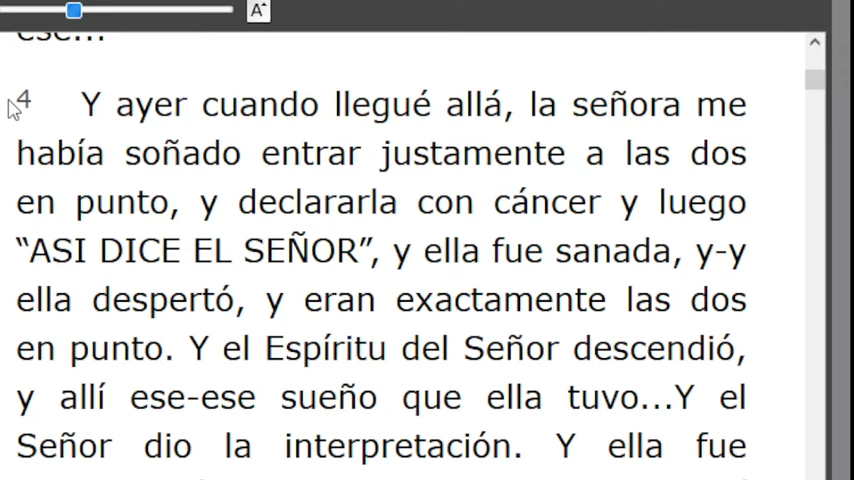 A
ese...
4 Y ayer cuando llegué allá, la señora me
había soñado entrar justamente a las dos
en punto, y declararla con cáncer y luego
“ASI DICE EL SEÑOR”, y ella fue sanada, y-y
ella despertó, y eran exactamente las dos
en punto. Y el Espíritu del Señor descendió,
y allí ese-ese sueño que ella tuvo...Y el
Señor dio la interpretación. Y ella fue